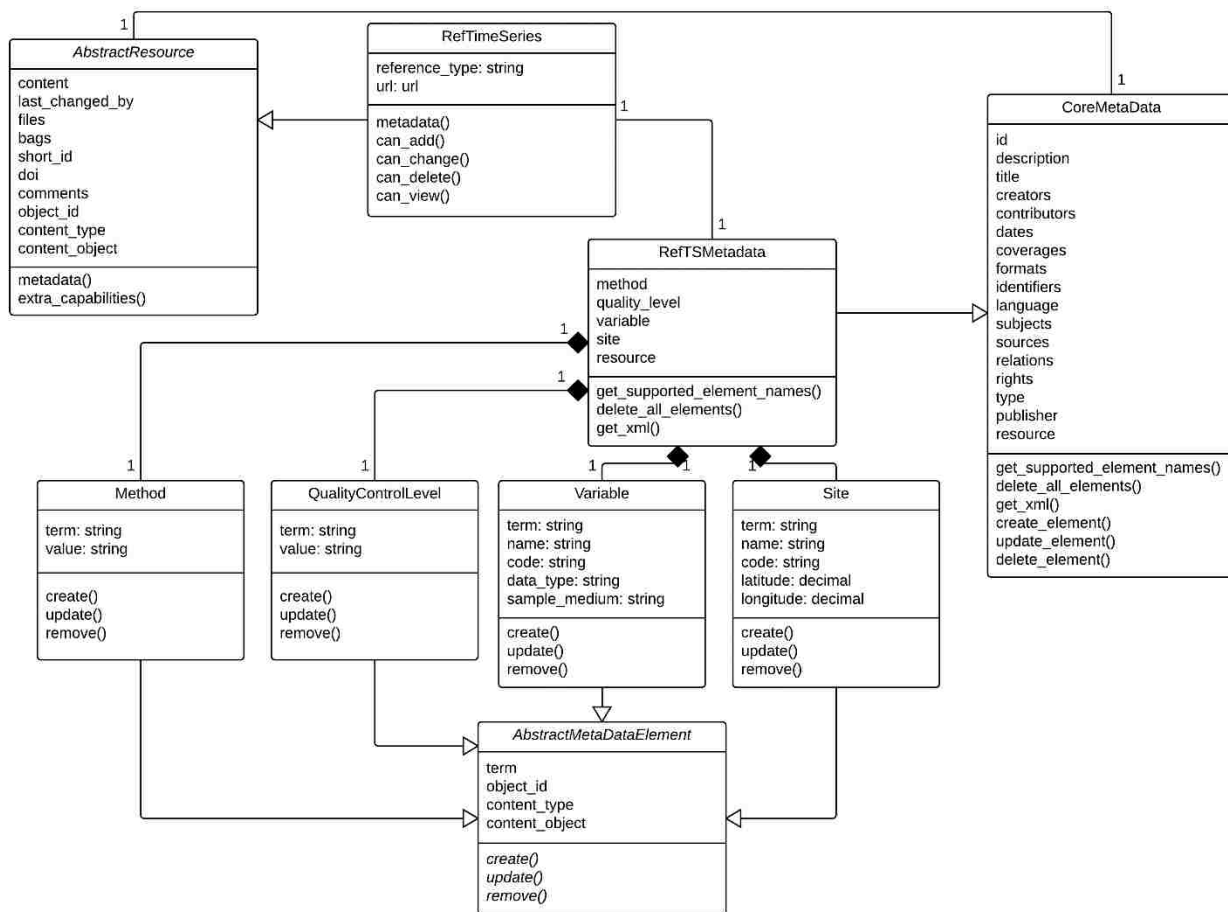 1
AbstractResource
content
last_changed_by
files
bags
short_id
doi
comments
object_id
content_type
content_object
metadata()
extra_capabilities()
RefTimeSeries
reference_type: string
url: url
metadata()
can_add()
can_change()
can_delete()
can_view()
1
1
1
CoreMetaData
id
description
title
creators
contributors
dates
coverages
formats
identifiers
language
subjects
sources
relations
rights
type
publisher
resource
get_supported_element_names()
delete_all_elements()
get_xml()
create_element()
update_element()
delete_element()
RefTSMetadata
method
quality_level
variable
site
resource
get_supported_element_names()
delete_all_elements()
get_xml()
1
1
1
1
1
1
1
1
Method
term: string
value: string
create()
update()
remove()
QualityControlLevel
term: string
value: string
create()
update()
remove()
Variable
term: string
name: string
code: string
data_type: string
sample_medium: string
create()
update()
remove()
Site
term: string
name: string
code: string
latitude: decimal
longitude: decimal
create()
update()
remove()
AbstractMetaDataElement
term
object_id
content_type
content_object
create()
update()
remove()